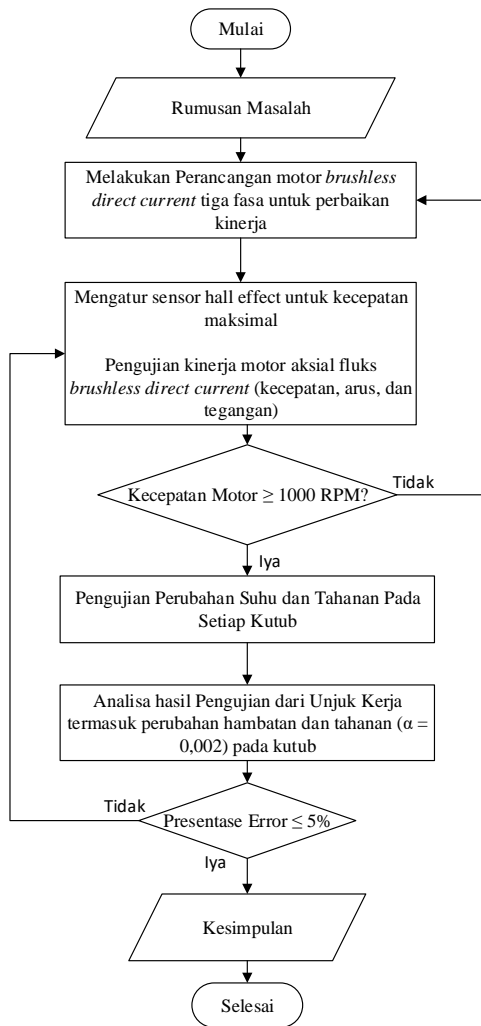 Mulai
Rumusan Masalah
Melakukan Perancangan motor brushless
direct current tiga fasa untuk perbaikan
kinerja
Mengatur sensor hall effect untuk kecepatan
maksimal
Pengujian kinerja motor aksial fluks
brushless direct current (kecepatan, arus, dan
tegangan)
Kecepatan Motor ≥ 1000 RPM?
Tidak
Iya
Pengujian Perubahan Suhu dan Tahanan Pada
Setiap Kutub
Analisa hasil Pengujian dari Unjuk Kerja
termasuk perubahan hambatan dan tahanan (α =
0,002) pada kutub
Tidak
Presentase Error ≤ 5%
Iya
Kesimpulan
Selesai